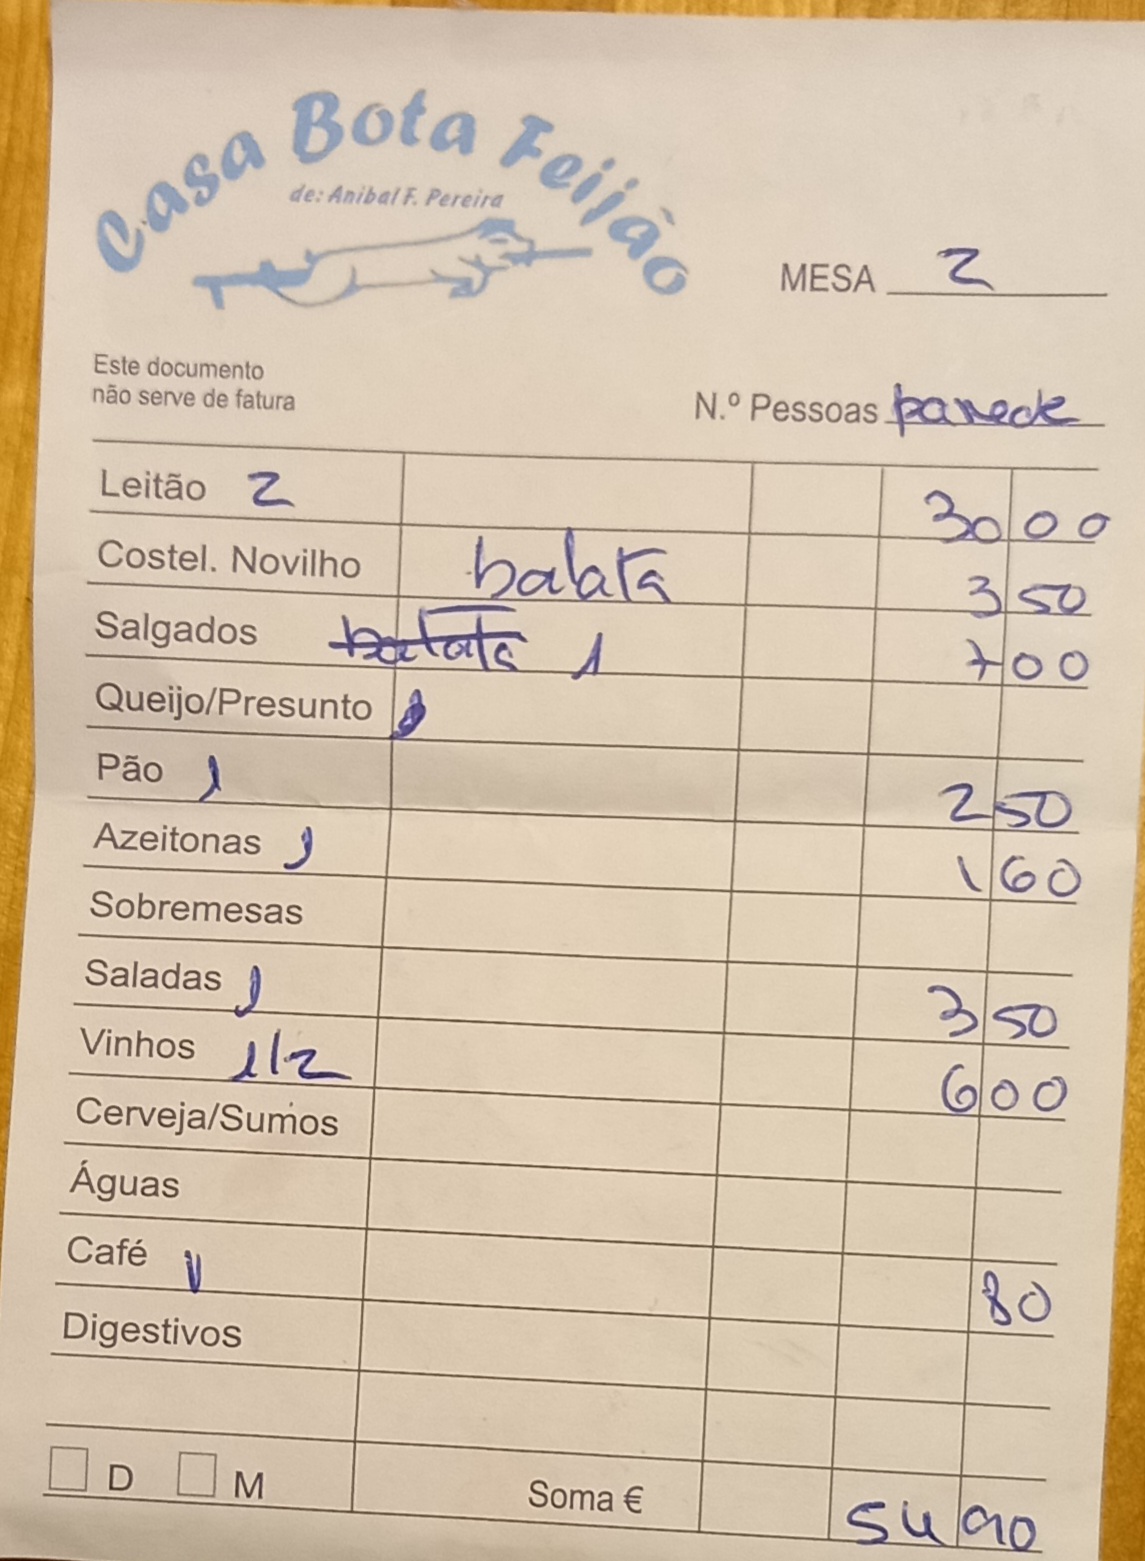 Casa Bota Feijão
de: Anibal F. Pereira
MESA 2
Este documento
não serve de fatura
N.º Pessoas parede
Leitão 2 30 00
Costel. Novilho batata 3 50
Salgados batata 1 7 00
Queijo/Presunto
Pão 1 2 50
Azeitonas 1 1 60
Sobremesas
Saladas 1 3 50
Vinhos 1/2 6 00
Cerveja/Sumos
Águas
Café 1 80
Digestivos
D M Soma € 54 90